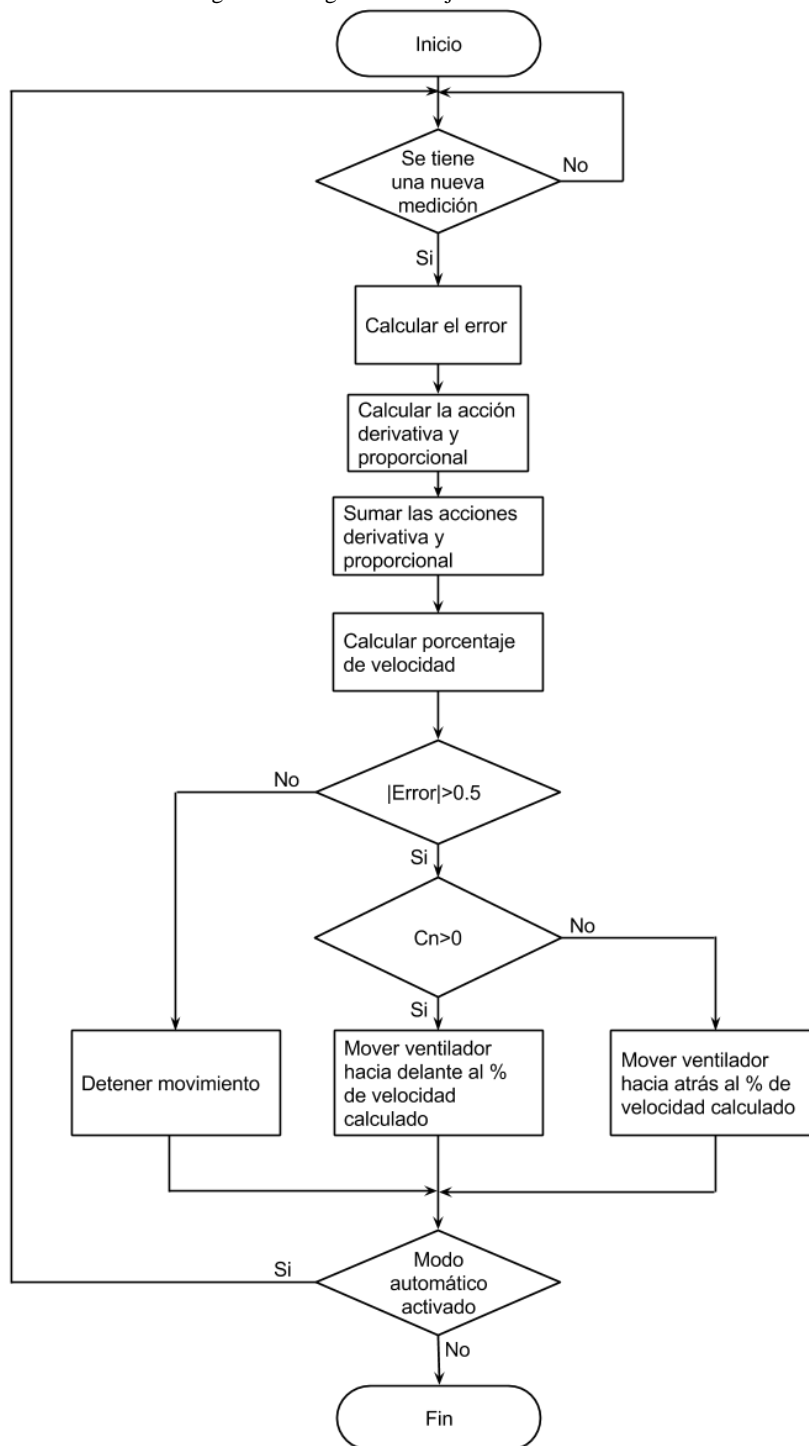 Inicio
Se tiene
una nueva
medición
No
Si
Calcular el error
Calcular la acción
derivativa y
proporcional
Sumar las acciones
derivativa y
proporcional
Calcular porcentaje
de velocidad
No
|Error|>0.5
Si
Cn>0
No
Si
Detener movimiento
Mover ventilador
hacia delante al %
de velocidad
calculado
Mover ventilador
hacia atrás al % de
velocidad calculado
Si
Modo
automático
activado
No
Fin